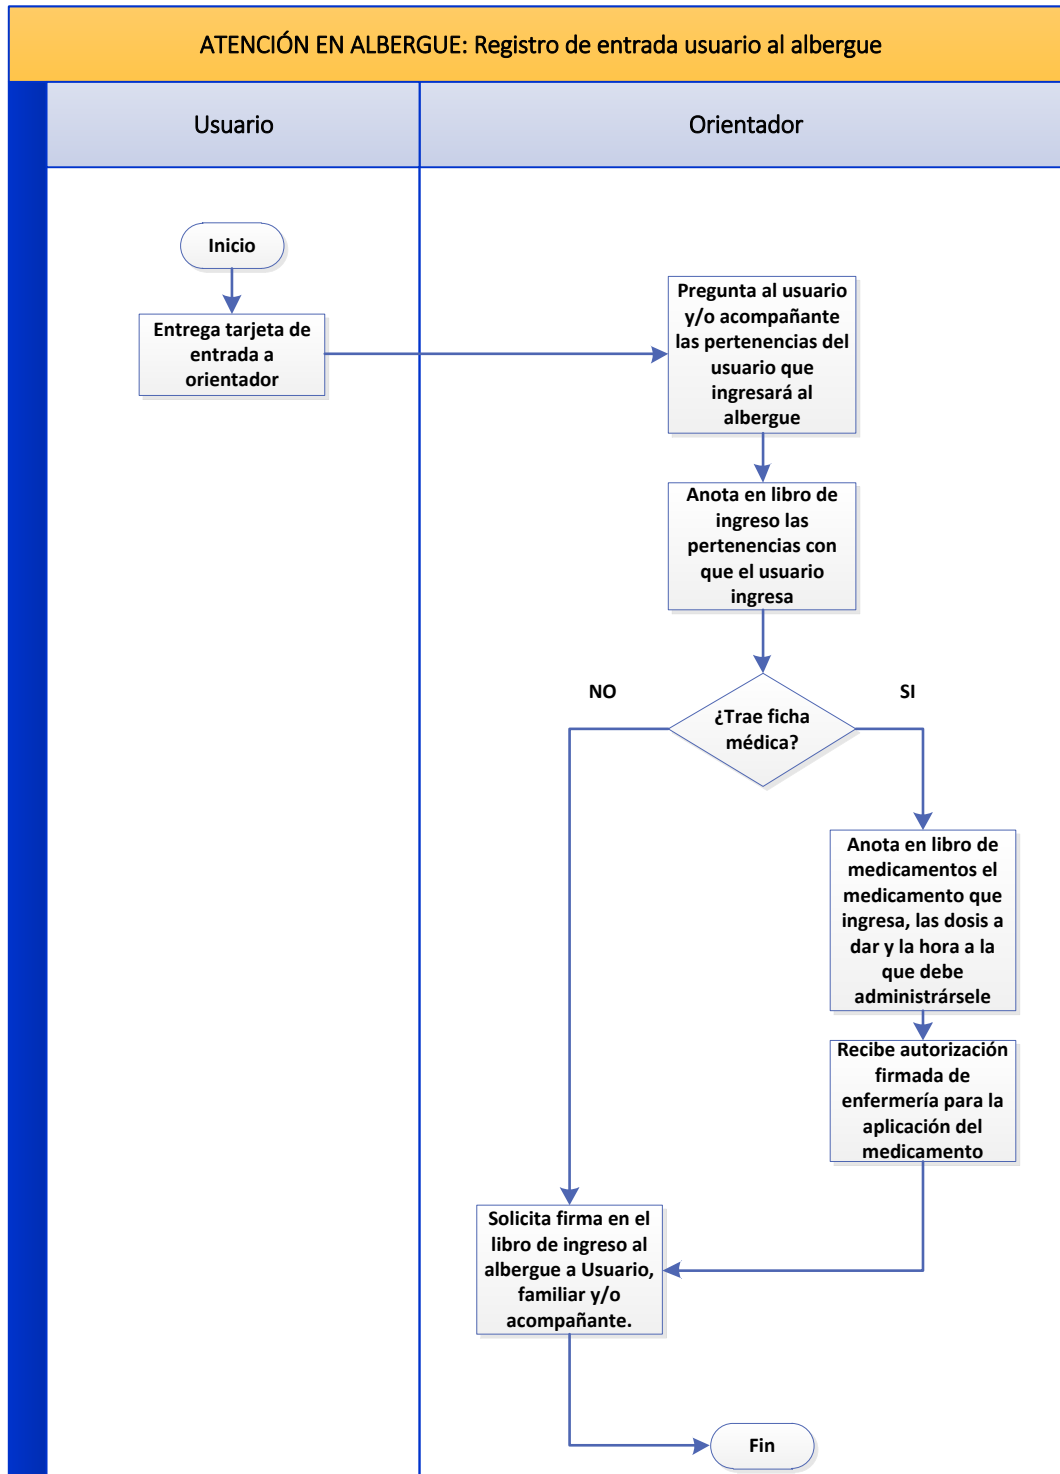 ATENCIÓN EN ALBERGUE: Registro de entrada usuario al albergue
Usuario
Orientador
Inicio
Entrega tarjeta de
entrada a
orientador
Pregunta al usuario
y/o acompañante
las pertenencias del
usuario que
ingresará al
albergue
Anota en libro de
ingreso las
pertenencias con
que el usuario
ingresa
¿Trae ficha
médica?
NO
SI
Anota en libro de
medicamentos el
medicamento que
ingresa, las dosis a
dar y la hora a la
que debe
administrársele
Recibe autorización
firmada de
enfermería para la
aplicación del
medicamento
Solicita firma en el
libro de ingreso al
albergue a Usuario,
familiar y/o
acompañante.
Fin